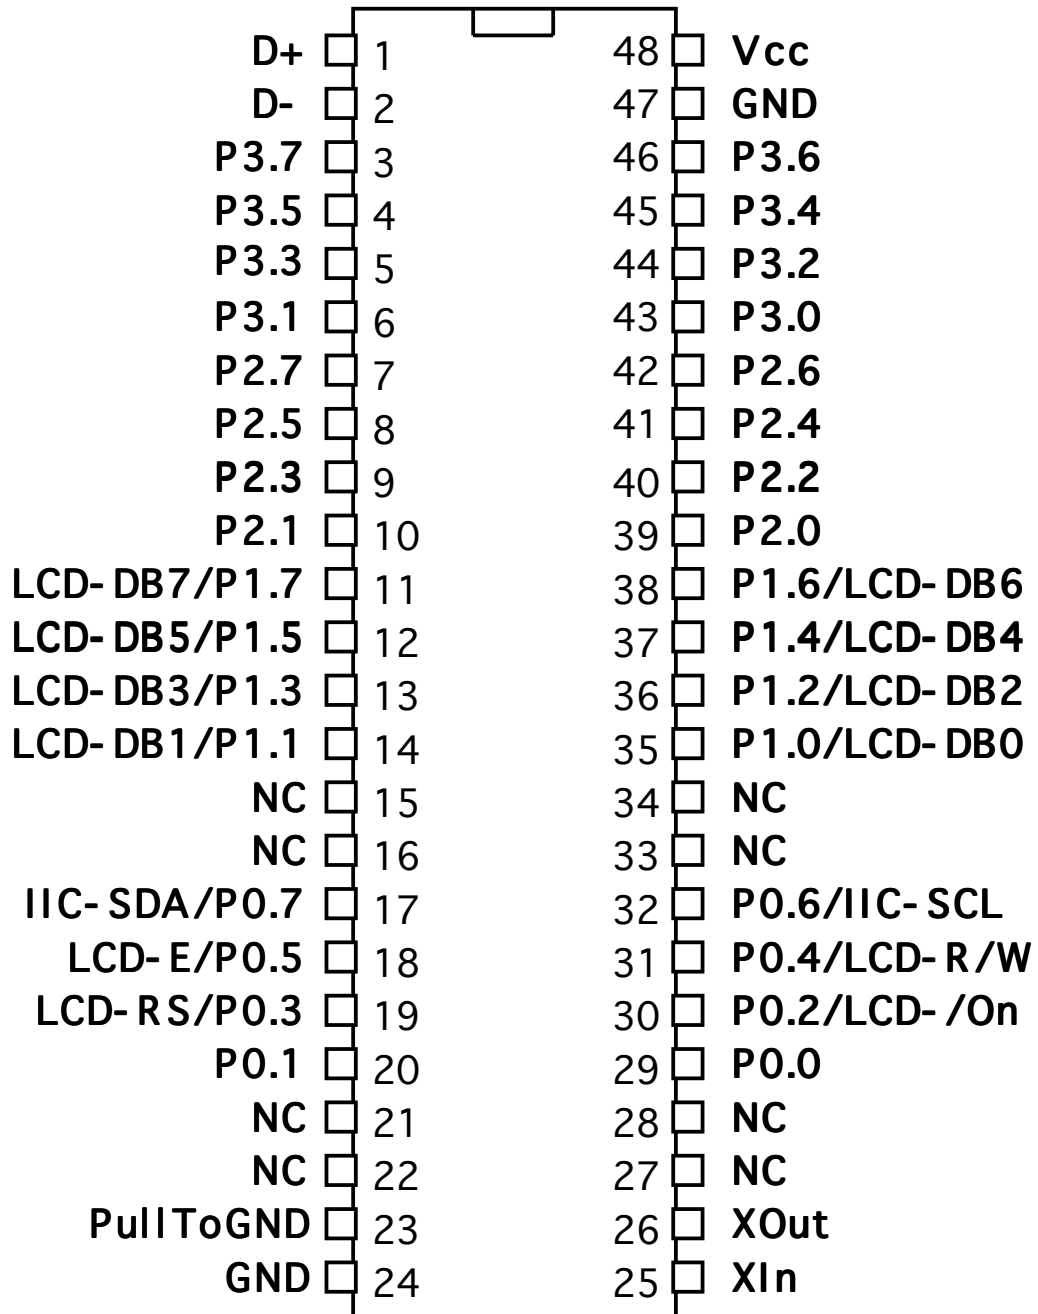 D+ 1 48 Vcc
D- 2 47 GND
P3.7 3 46 P3.6
P3.5 4 45 P3.4
P3.3 5 44 P3.2
P3.1 6 43 P3.0
P2.7 7 42 P2.6
P2.5 8 41 P2.4
P2.3 9 40 P2.2
P2.1 10 39 P2.0
LCD-DB7/P1.7 11 38 P1.6/LCD-DB6
LCD-DB5/P1.5 12 37 P1.4/LCD-DB4
LCD-DB3/P1.3 13 36 P1.2/LCD-DB2
LCD-DB1/P1.1 14 35 P1.0/LCD-DB0
NC 15 34 NC
NC 16 33 NC
IIC-SDA/P0.7 17 32 P0.6/IIC-SCL
LCD-E/P0.5 18 31 P0.4/LCD-R/W
LCD-RS/P0.3 19 30 P0.2/LCD-/On
P0.1 20 29 P0.0
NC 21 28 NC
NC 22 27 NC
PullToGND 23 26 XOut
GND 24 25 XIn